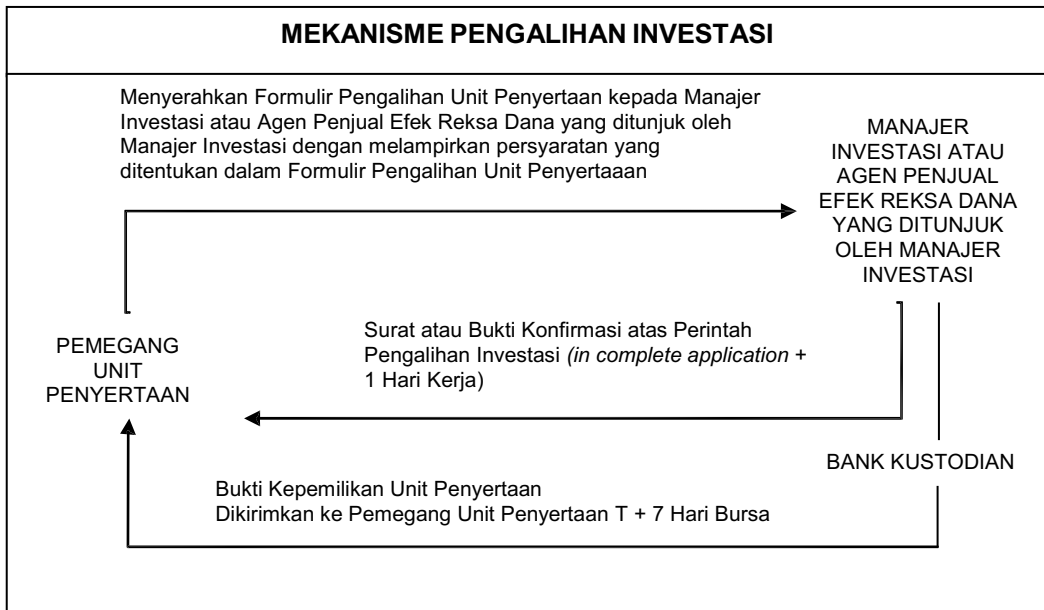 MEKANISME PENGALIHAN INVESTASI
Menyerahkan Formulir Pengalihan Unit Penyertaan kepada Manajer
Investasi atau Agen Penjual Efek Reksa Dana yang ditunjuk oleh
Manajer Investasi dengan melampirkan persyaratan yang
ditentukan dalam Formulir Pengalihan Unit Penyertaaan
MANAJER
INVESTASI ATAU
AGEN PENJUAL
EFEK REKSA DANA
YANG DITUNJUK
OLEH MANAJER
INVESTASI
PEMEGANG
UNIT
PENYERTAAN
Surat atau Bukti Konfirmasi atas Perintah
Pengalihan Investasi (in complete application +
1 Hari Kerja)
BANK KUSTODIAN
Bukti Kepemilikan Unit Penyertaan
Dikirimkan ke Pemegang Unit Penyertaan T + 7 Hari Bursa